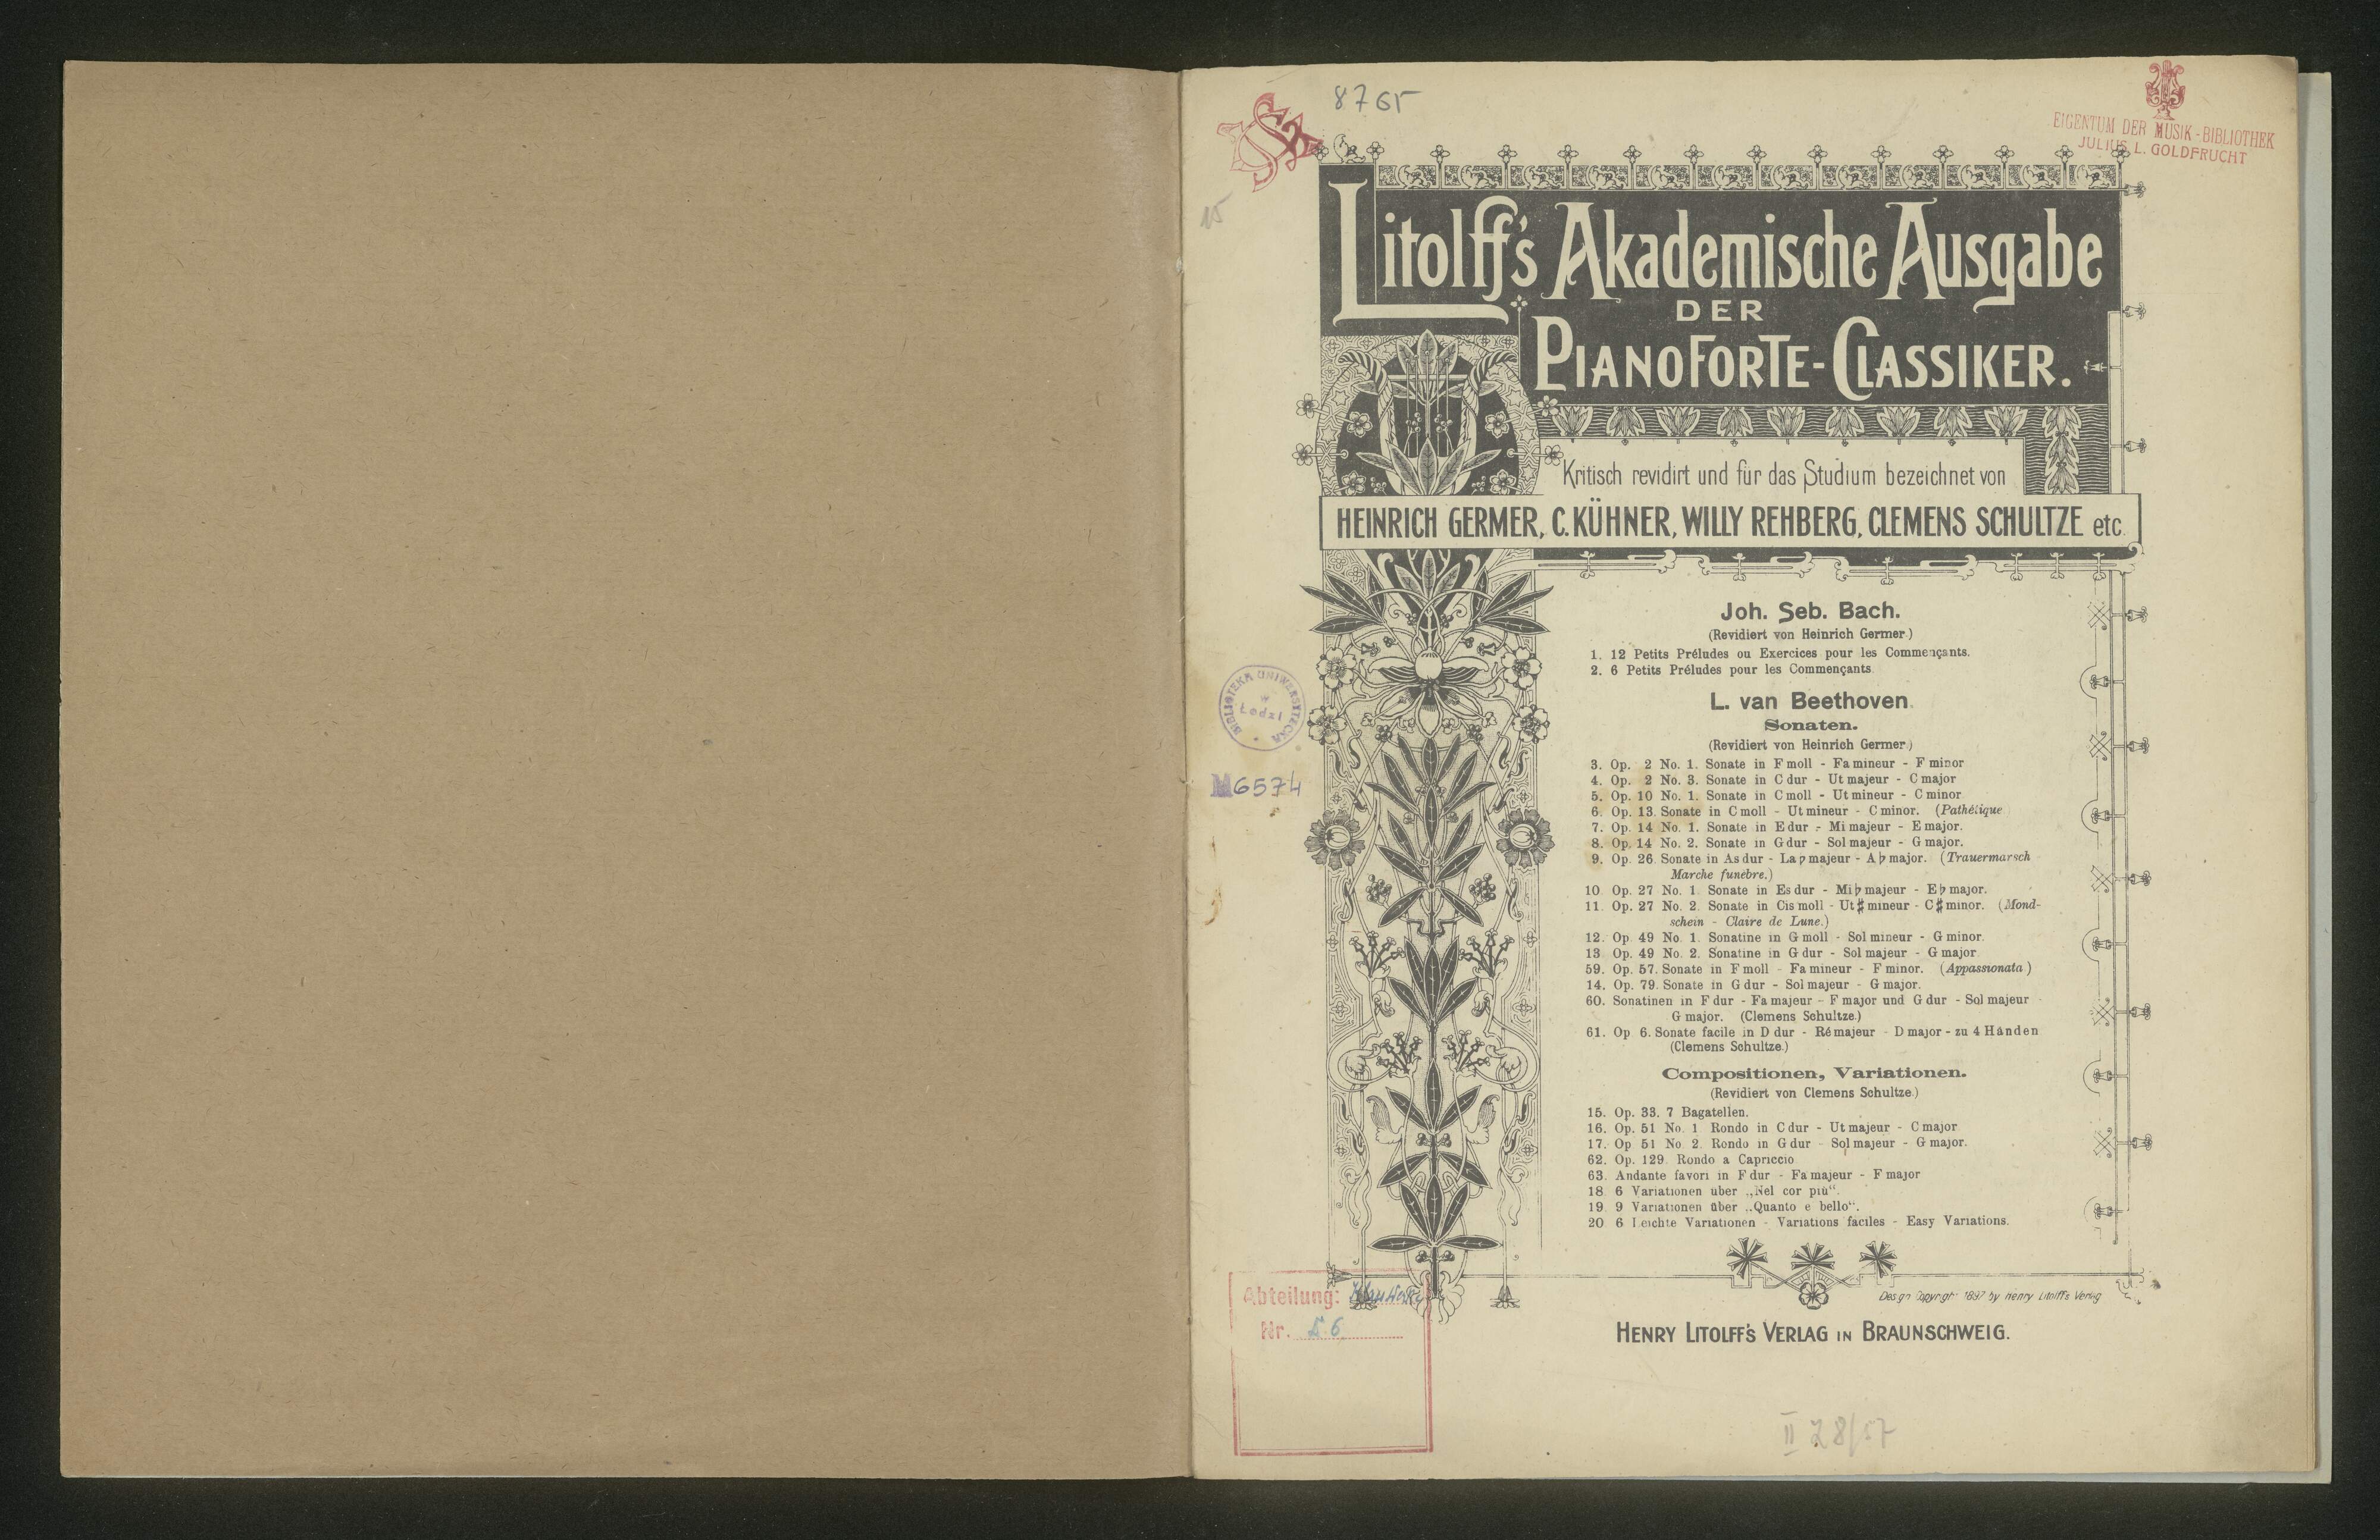 8765
EIGENTUM DER MUSIK-BIBLIOTHEK
JULIUS L. GOLDFRUCHT
15
Litolff's Akademische Ausgabe
DER
PIANOFORTE-CLASSIKER.
Kritisch revidirt und für das Studium bezeichnet von
HEINRICH GERMER, C. KÜHNER, WILLY REHBERG, CLEMENS SCHULTZE etc.
Joh. Seb. Bach.
(Revidiert von Heinrich Germer.)
1. 12 Petits Préludes ou Exercices pour les Commençants.
2. 6 Petits Préludes pour les Commençants.
L. van Beethoven.
Sonaten.
(Revidiert von Heinrich Germer.)
3. Op. 2 No. 1. Sonate in F moll - Fa mineur - F minor
4. Op. 2 No. 3. Sonate in C dur - Ut majeur - C major
5. Op. 10 No. 1. Sonate in C moll - Ut mineur - C minor
6. Op. 13. Sonate in C moll - Ut mineur - C minor. (Pathétique.
7. Op. 14 No. 1. Sonate in E dur - Mi majeur - E major.
8. Op. 14 No. 2. Sonate in G dur - Sol majeur - G major.
9. Op. 26. Sonate in As dur - La♭ majeur - A♭ major. (Trauermarsch
Marche funèbre.)
10. Op. 27 No. 1. Sonate in Es dur - Mi♭ majeur - E♭ major.
11. Op. 27 No. 2. Sonate in Cis moll - Ut♯ mineur - C♯ minor. (Mond-
schein - Claire de Lune.)
12. Op. 49 No. 1. Sonatine in G moll - Sol mineur - G minor.
13. Op. 49 No. 2. Sonatine in G dur - Sol majeur - G major
59. Op. 57. Sonate in F moll - Fa mineur - F minor. (Appassionata.)
14. Op. 79. Sonate in G dur - Sol majeur - G major.
60. Sonatinen in F dur - Fa majeur - F major und G dur - Sol majeur -
G major. (Clemens Schultze.)
61. Op. 6. Sonate facile in D dur - Ré majeur - D major - zu 4 Händen
(Clemens Schultze.)
Compositionen, Variationen.
(Revidiert von Clemens Schultze.)
15. Op. 33. 7 Bagatellen.
16. Op. 51 No. 1. Rondo in C dur - Ut majeur - C major
17. Op. 51 No. 2. Rondo in G dur - Sol majeur - G major.
62. Op. 129. Rondo a Capriccio
63. Andante favori in F dur - Fa majeur - F major
18. 6 Variationen über „Nel cor più“.
19. 9 Variationen über „Quanto e bello“.
20. 6 Leichte Variationen - Variations faciles - Easy Variations.
BIBLIOTEKA UNIWERSYTECKA
w
Łodzi
M6574
Design Copyright 1897 by Henry Litolff's Verlag
HENRY LITOLFF'S VERLAG IN BRAUNSCHWEIG.
Abteilung:
Nr. 56
II 28/57